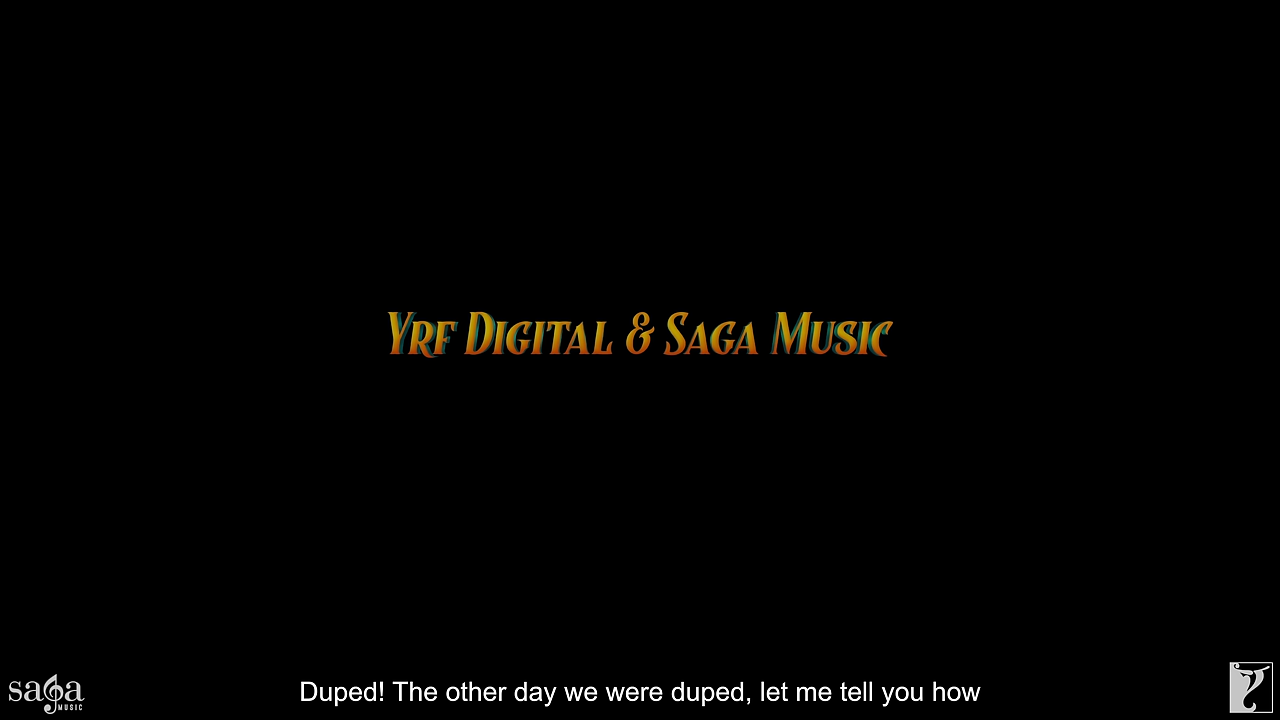 Yrf Digital & Saga Music
saga
MUSIC
Duped! The other day we were duped, let me tell you how